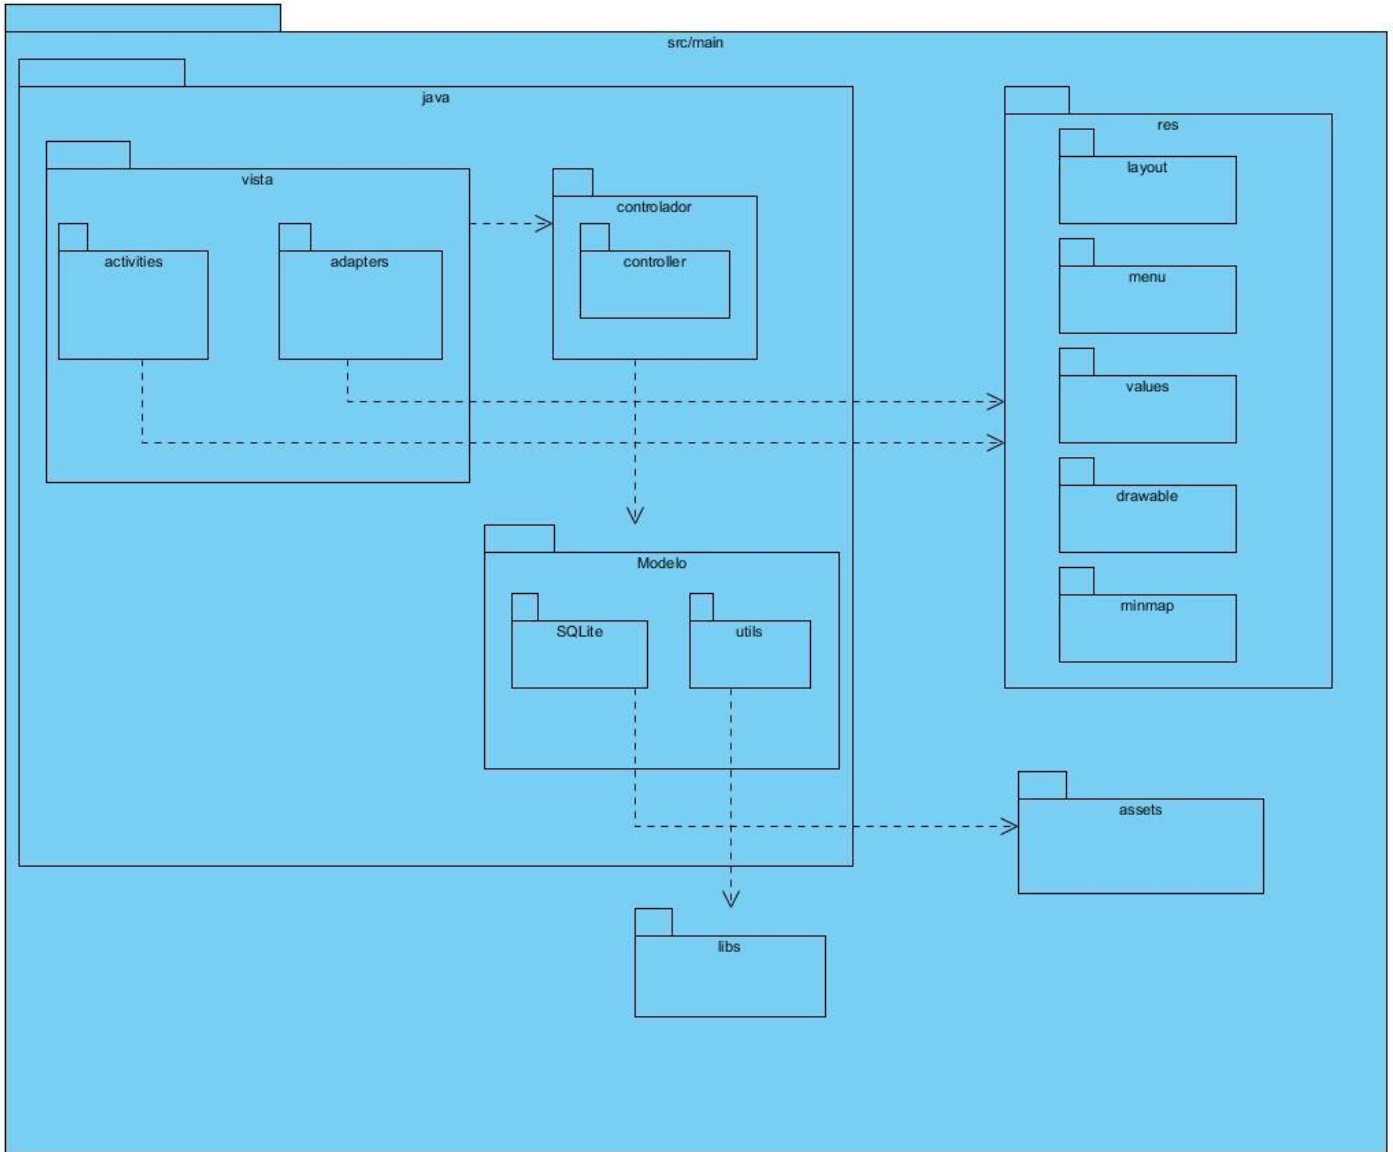 src/main
java
res
vista
layout
controlador
activities
adapters
controller
menu
values
drawable
Modelo
minmap
SQLite
utils
assets
libs